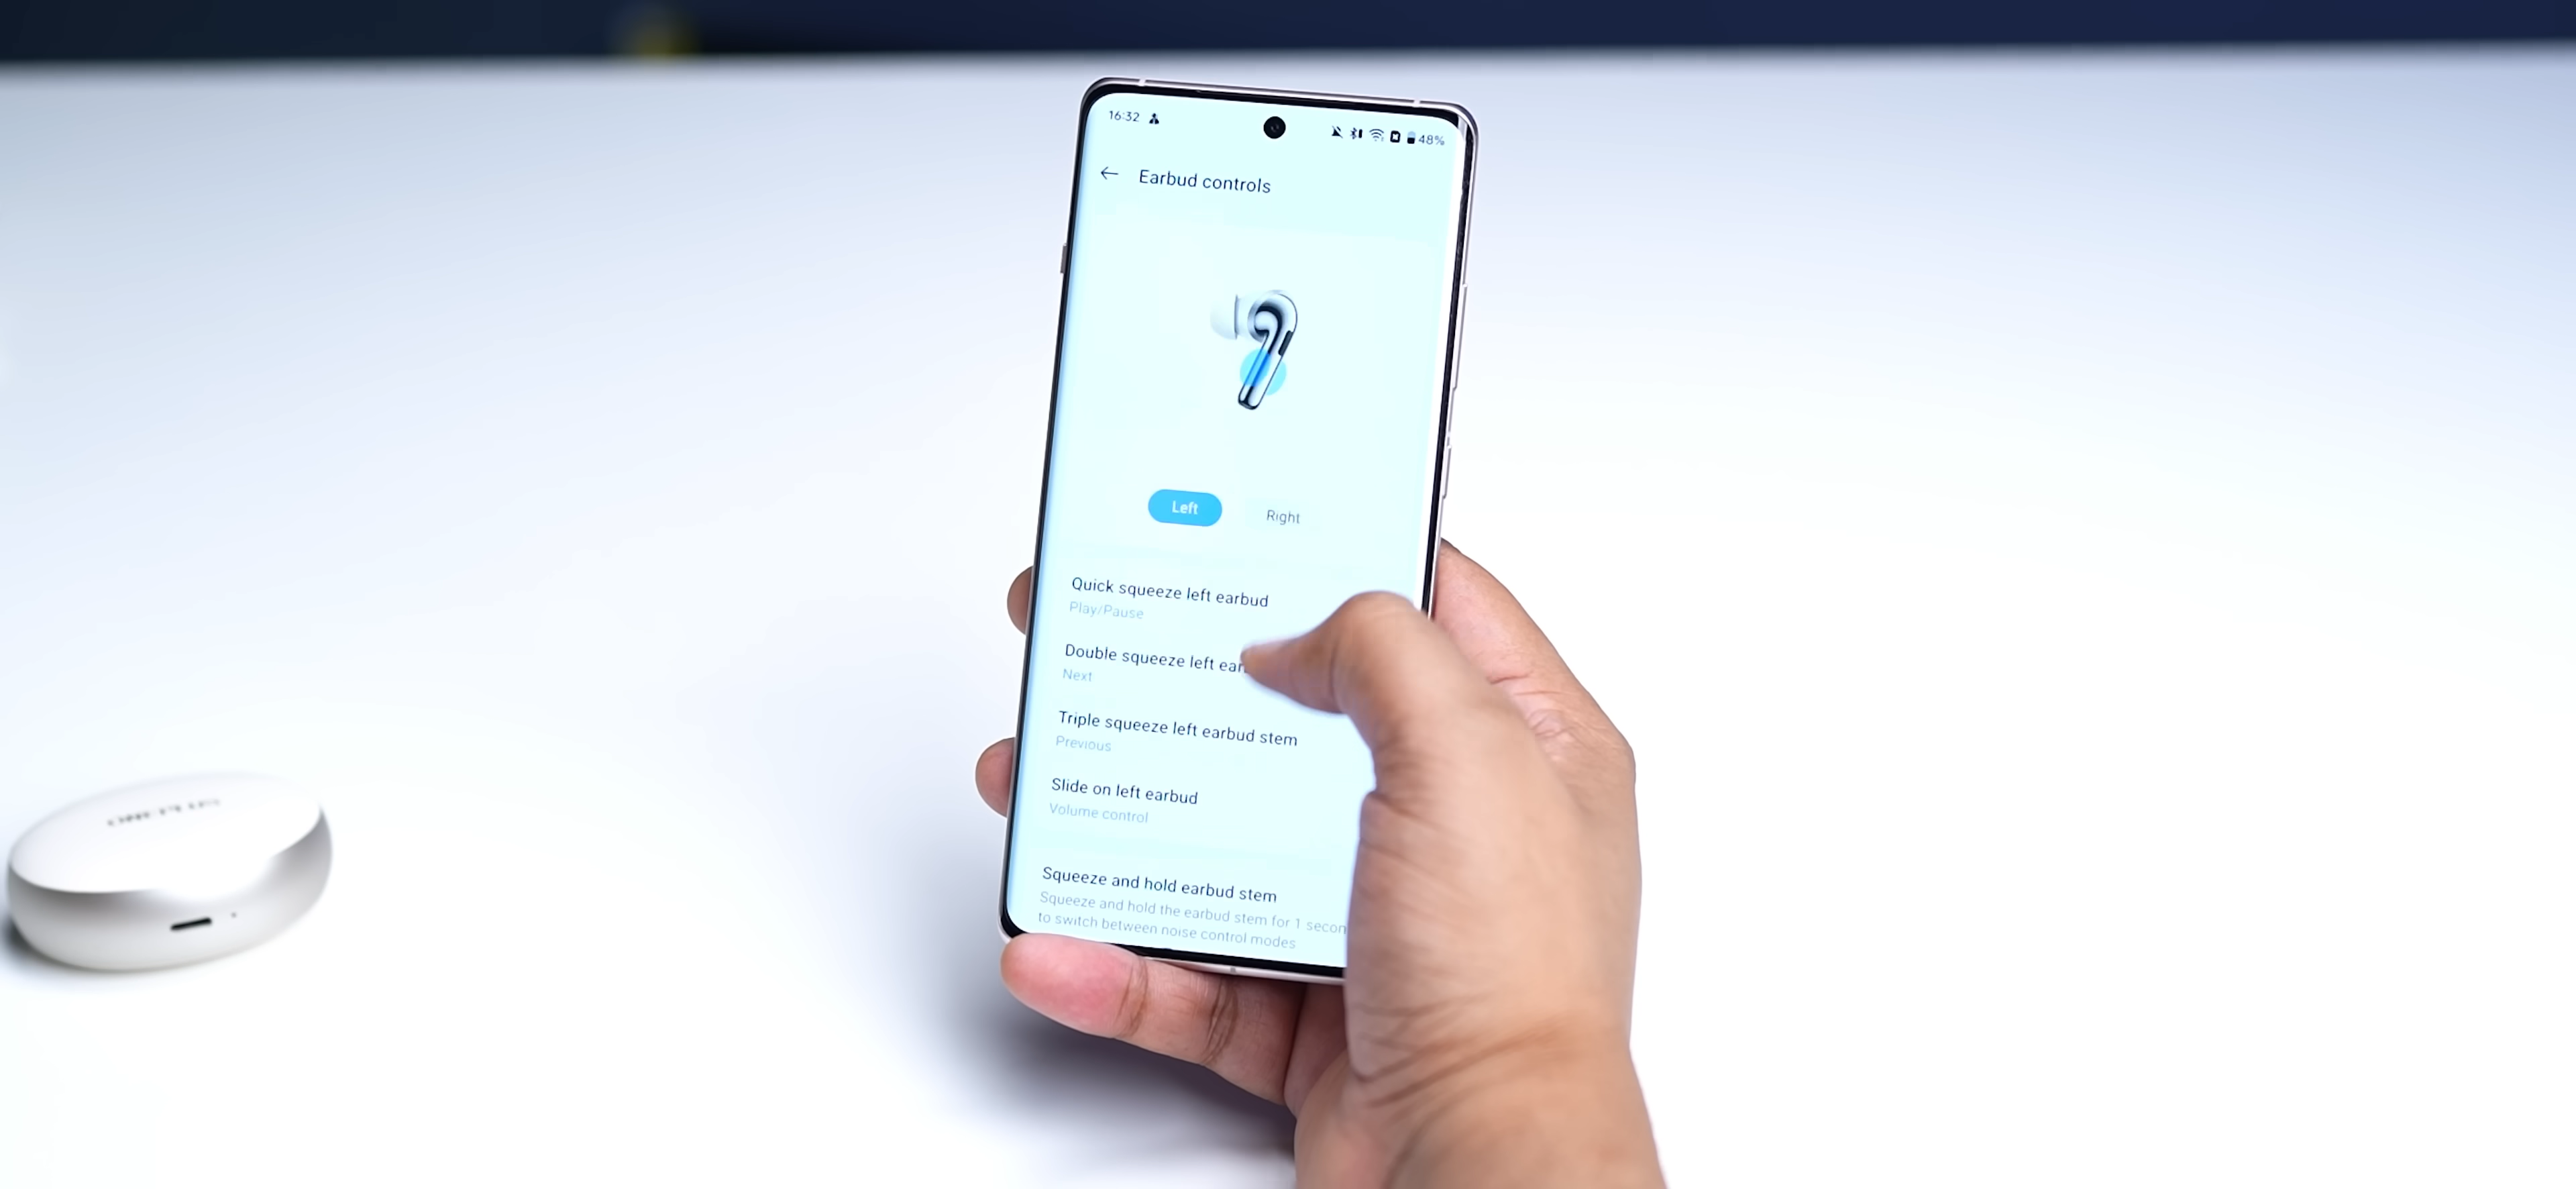 16:32
48%
Earbud controls
Left
Right
Quick squeeze left earbud
Play/Pause
Double squeeze left ear
Next
Triple squeeze left earbud stem
Previous
Slide on left earbud
Volume control
Squeeze and hold earbud stem
Squeeze and hold the earbud stem for 1 secon
to switch between noise control modes
ONEPLUS